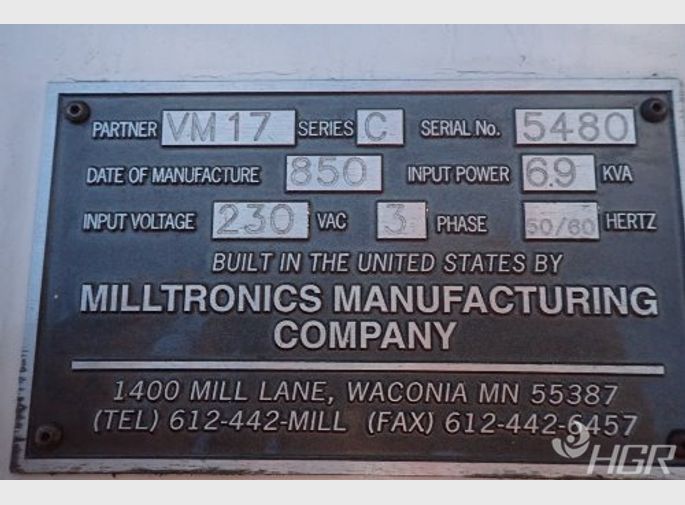 PARTNER VM17 SERIES C SERIAL No. 5480
DATE OF MANUFACTURE 850 INPUT POWER 6.9 KVA
INPUT VOLTAGE 230 VAC 3 PHASE 50/60 HERTZ
BUILT IN THE UNITED STATES BY
MILLTRONICS MANUFACTURING
COMPANY
1400 MILL LANE, WACONIA MN 55387
(TEL) 612-442-MILL (FAX) 612-442-6457
HGR